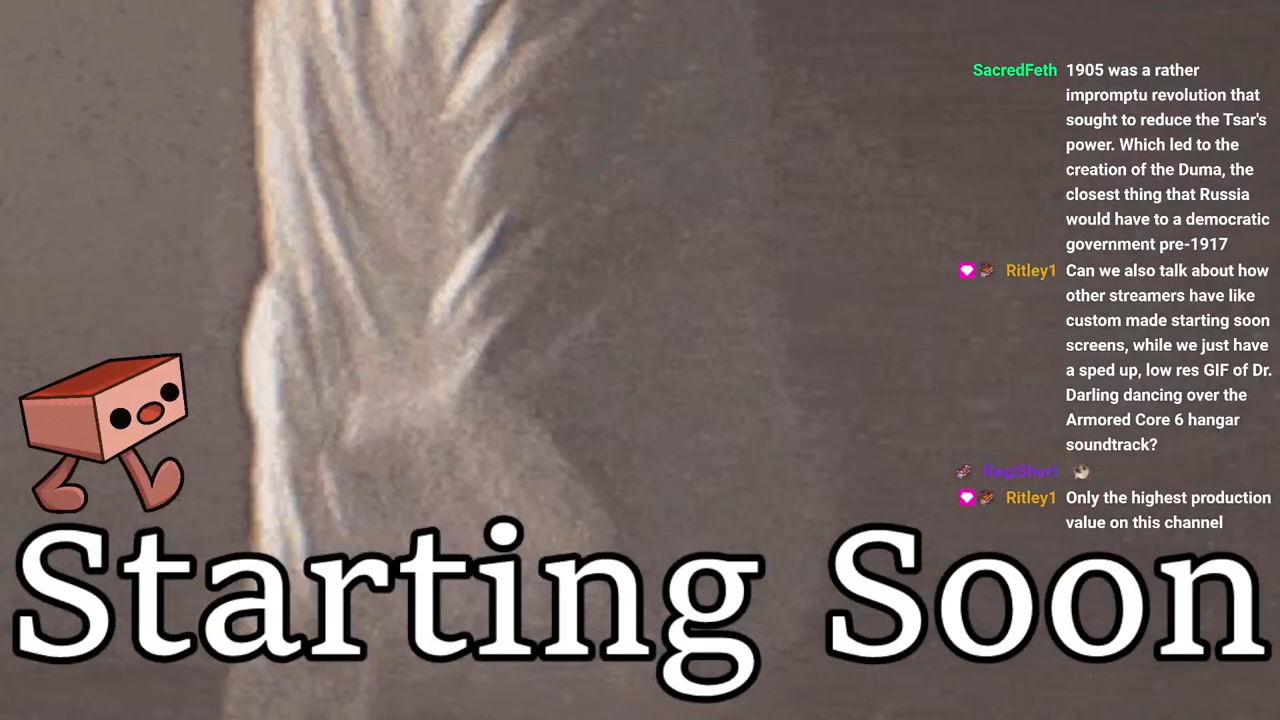 SacredFeth 1905 was a rather
impromptu revolution that
sought to reduce the Tsar's
power. Which led to the
creation of the Duma, the
closest thing that Russia
would have to a democratic
government pre-1917
Ritley1 Can we also talk about how
other streamers have like
custom made starting soon
screens, while we just have
a sped up, low res GIF of Dr.
Darling dancing over the
Armored Core 6 hangar
soundtrack?
RegiShort
Ritley1 Only the highest production
value on this channel
Starting Soon